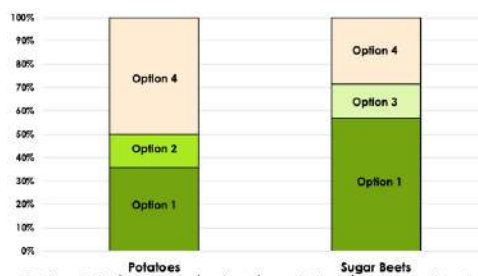 100%
90%
80%
70%
60%
50%
40%
30%
20%
10%
0%
Option 4
Option 2
Option 1
Option 4
Option 3
Option 1
Potatoes
Sugar Beets